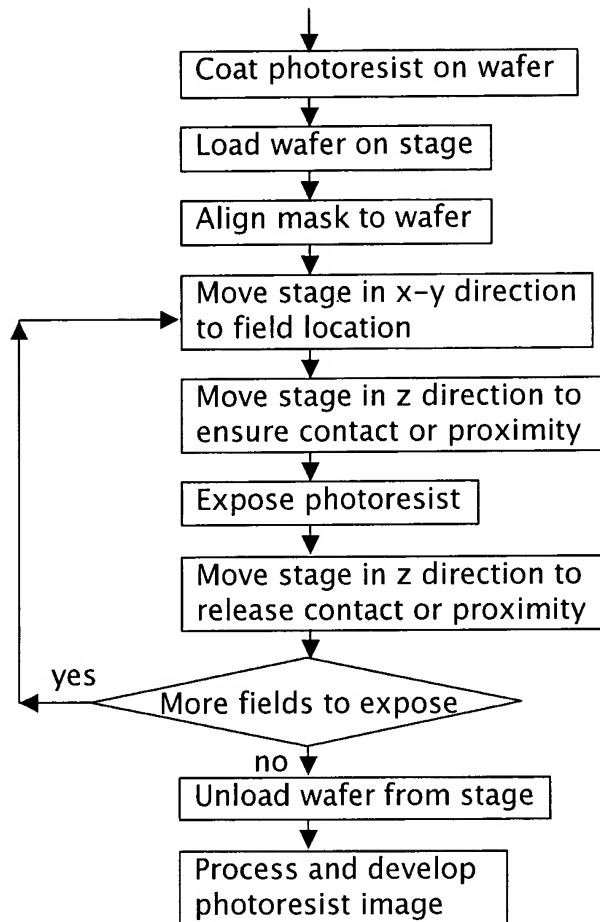 Coat photoresist on wafer
Load wafer on stage
Align mask to wafer
Move stage in x-y direction
to field location
Move stage in z direction to
ensure contact or proximity
Expose photoresist
Move stage in z direction to
release contact or proximity
yes
More fields to expose
no
Unload wafer from stage
Process and develop
photoresist image